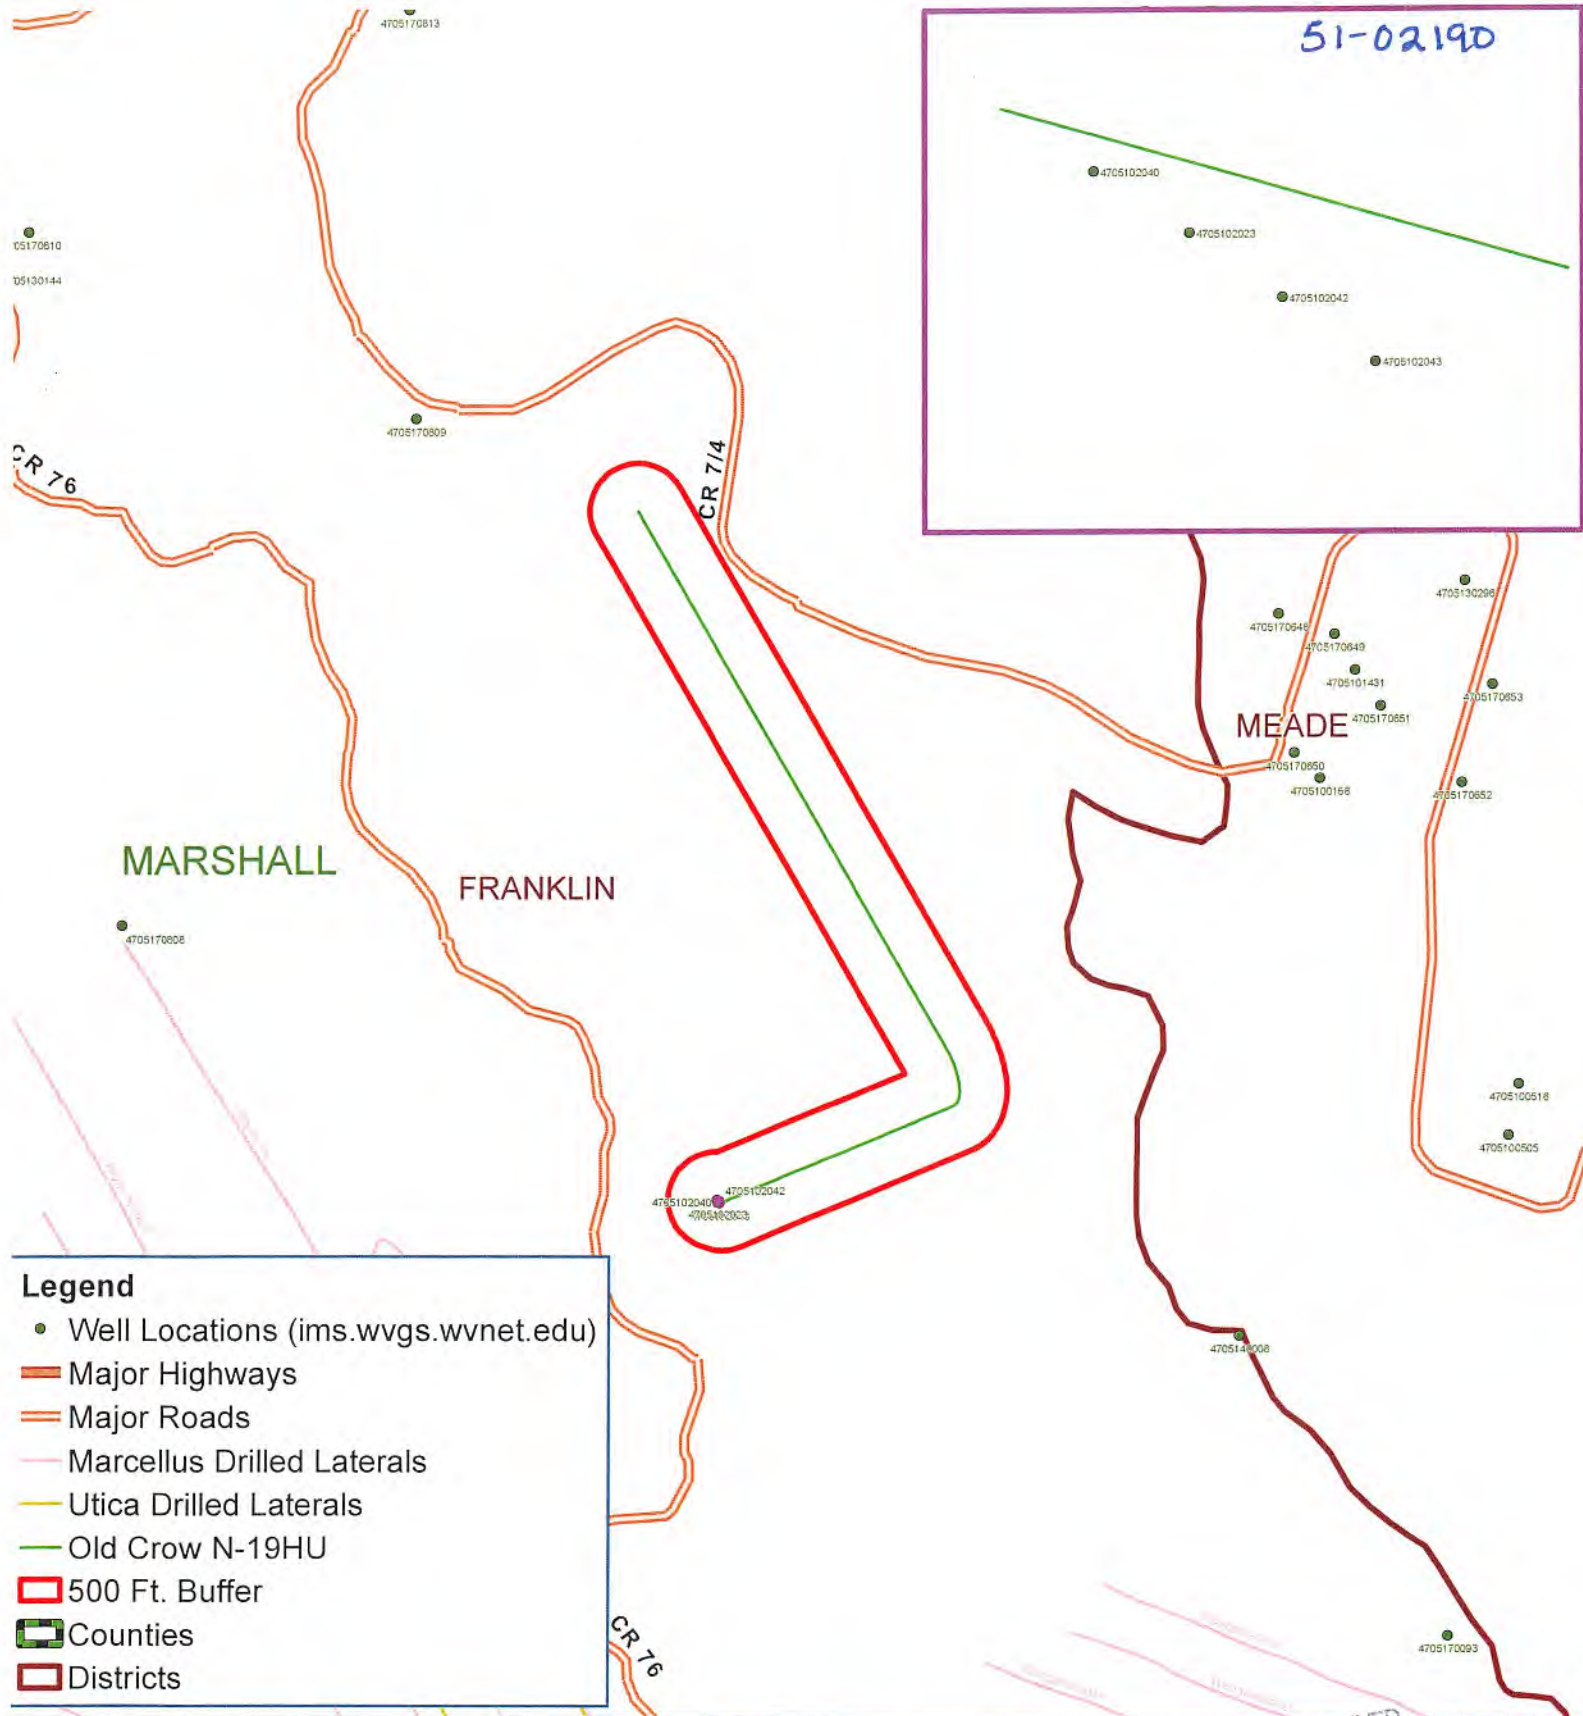 4705170813
51-02190
4705102040
4705102023
4705102042
4705102043
05170810
05130144
4705170809
CR 76
CR 7/4
4705130296
4705170648
4705170649
4705101431
4705170653
4705170651
MEADE
4705170650
4705100156
4705170652
MARSHALL
FRANKLIN
4705170808
4705100516
4705100505
4705102042
4705102040
4705102023
Legend
Well Locations (ims.wvgs.wvnet.edu)
Major Highways
Major Roads
Marcellus Drilled Laterals
Utica Drilled Laterals
Old Crow N-19HU
500 Ft. Buffer
Counties
Districts
CR 76
4705170093